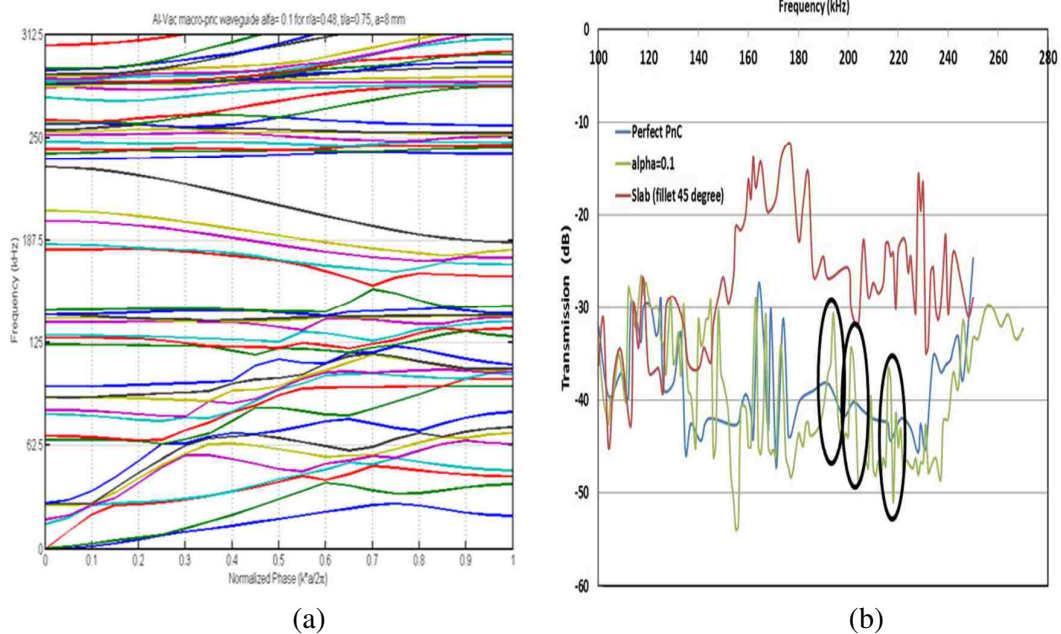 Al-Vac macro-pnc waveguide alfa= 0.1 for r/a=0.48, t/a=0.75, a=8 mm
312.5
250
187.5
125
62.5
0
Frequency (kHz)
0 0.1 0.2 0.3 0.4 0.5 0.6 0.7 0.8 0.9 1
Normalized Phase (k*a/2π)
(a)
Frequency (kHz)
100 120 140 160 180 200 220 240 260 280
0
-10
-20
-30
-40
-50
-60
Transmission (dB)
Perfect PnC
alpha=0.1
Slab (fillet 45 degree)
(b)